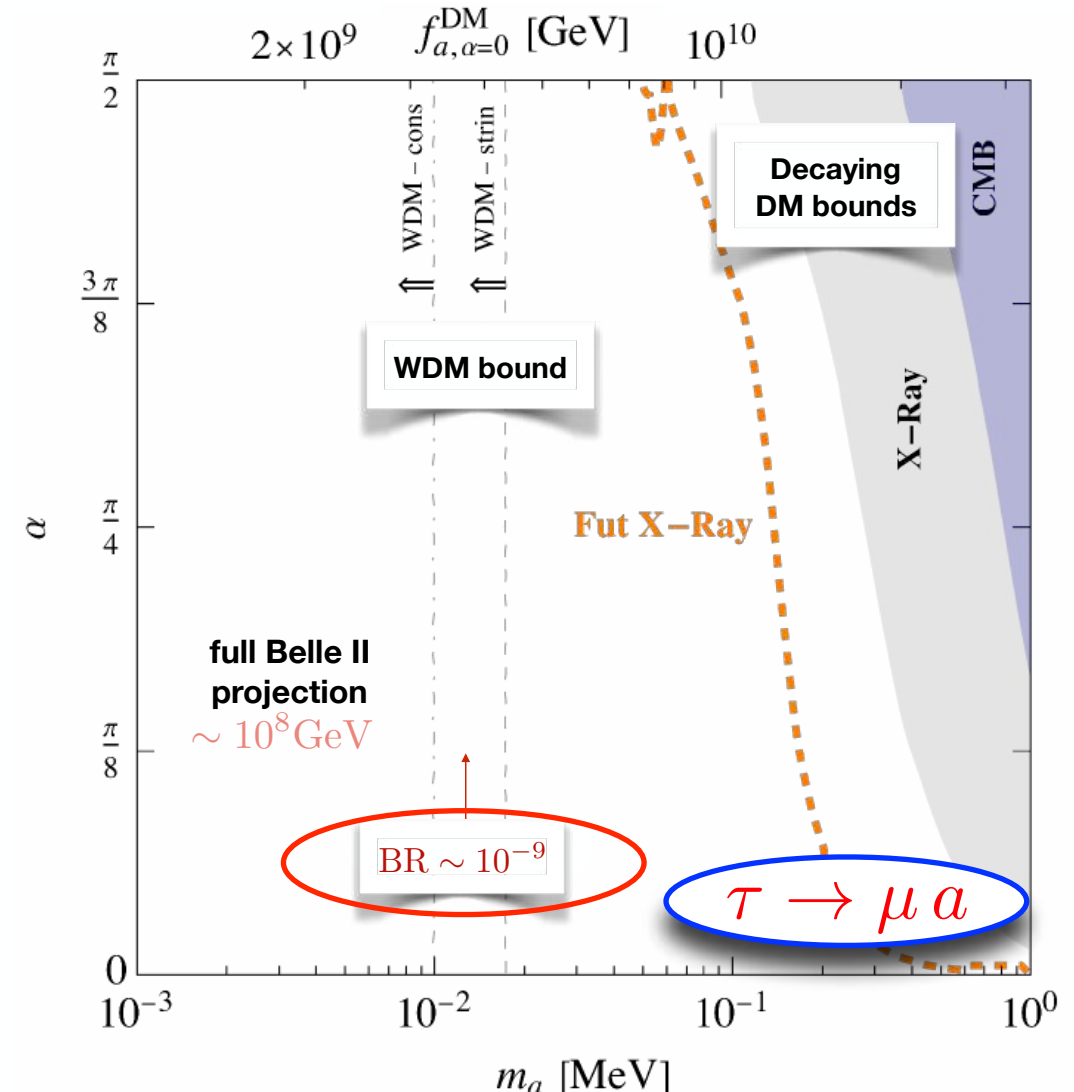 2×10⁹ f_{a,α=0}^{DM} [GeV] 10¹⁰
π/2
WDM – cons
WDM – strin
⇐ ⇐
Decaying
DM bounds
CMB
3π/8
WDM bound
X–Ray
α
π/4
Fut X–Ray
full Belle II
projection
~ 10⁸GeV
π/8
BR ~ 10⁻⁹
τ → μ a
0
10⁻³ 10⁻² 10⁻¹ 10⁰
m_a [MeV]